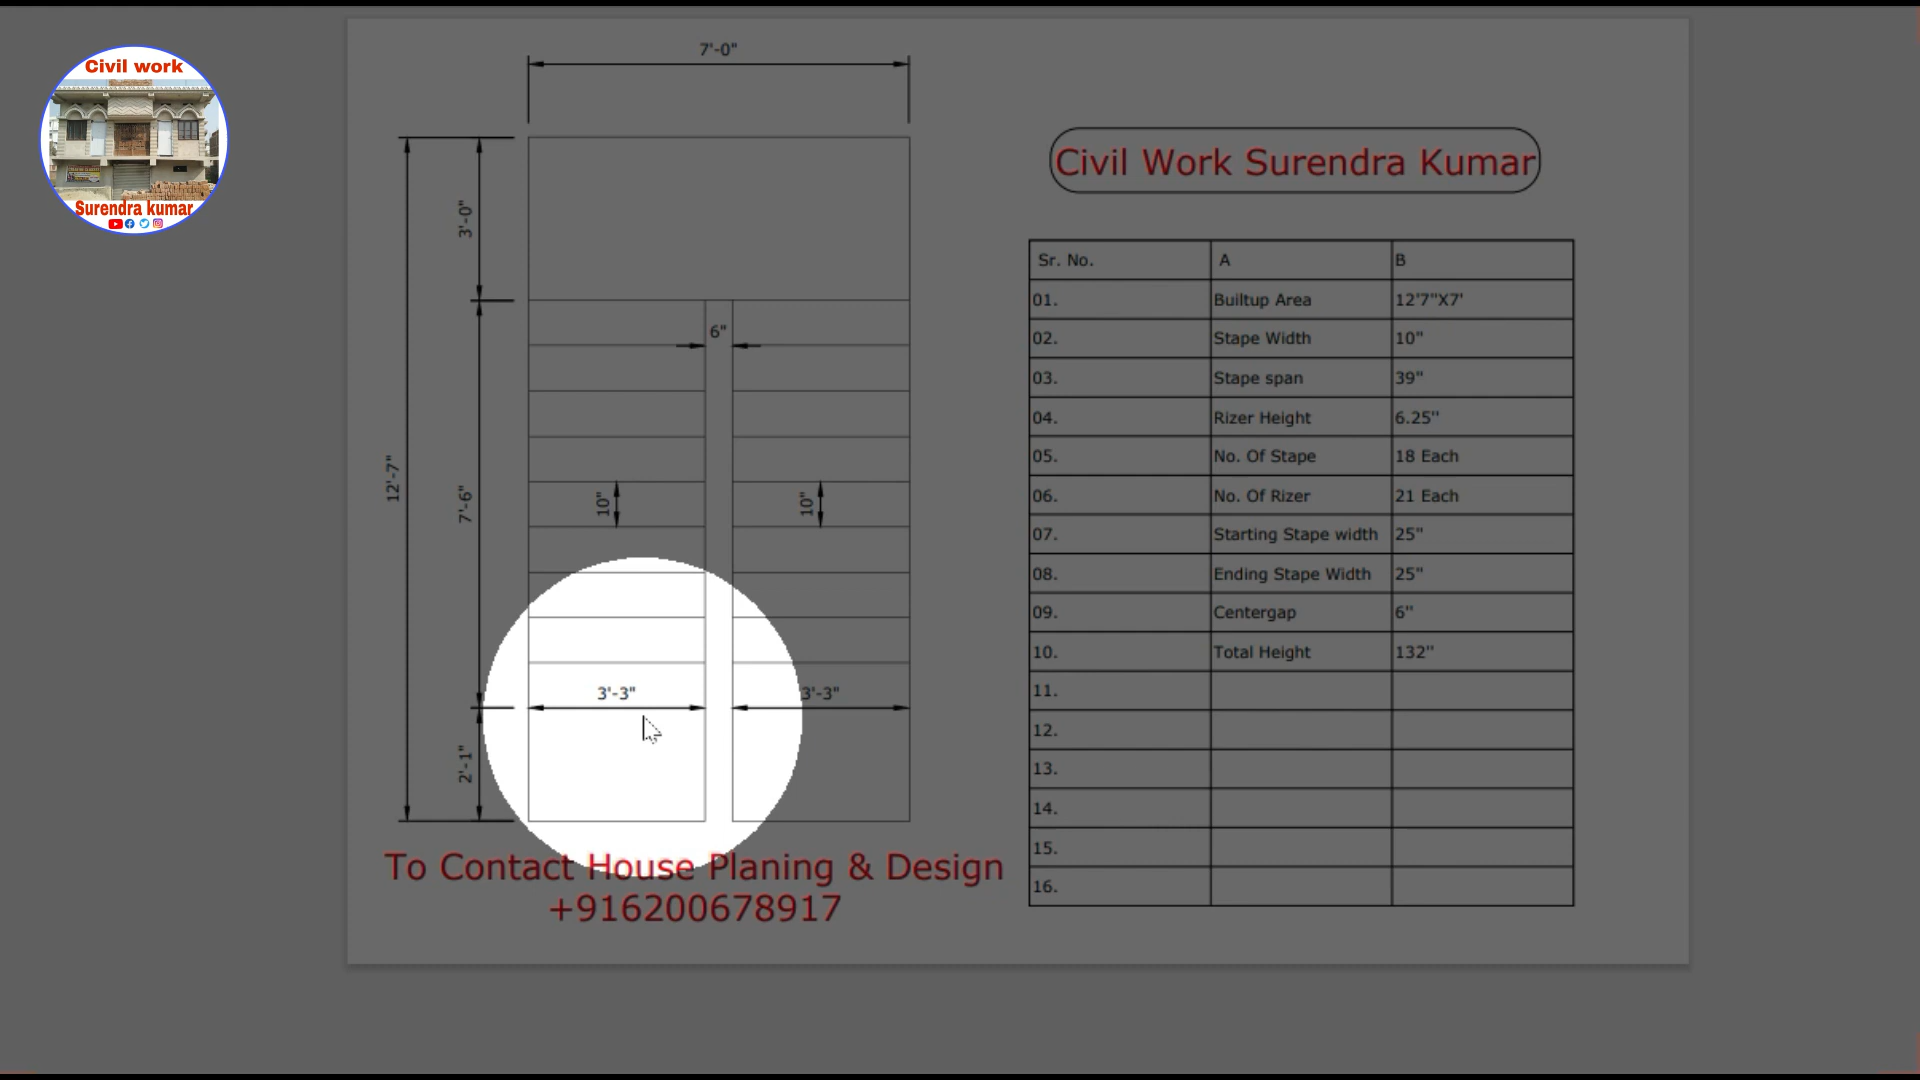 Civil work
Surendra kumar
7'-0"
3'-0"
6"
12'-7"
7'-6"
10"
10"
3'-3"
3'-3"
2'-1"
To Contact House Planing & Design
+916200678917
Civil Work Surendra Kumar
Sr. No. A B
01. Builtup Area 12'7"X7'
02. Stape Width 10"
03. Stape span 39"
04. Rizer Height 6.25"
05. No. Of Stape 18 Each
06. No. Of Rizer 21 Each
07. Starting Stape width 25"
08. Ending Stape Width 25"
09. Centergap 6"
10. Total Height 132"
11.
12.
13.
14.
15.
16.